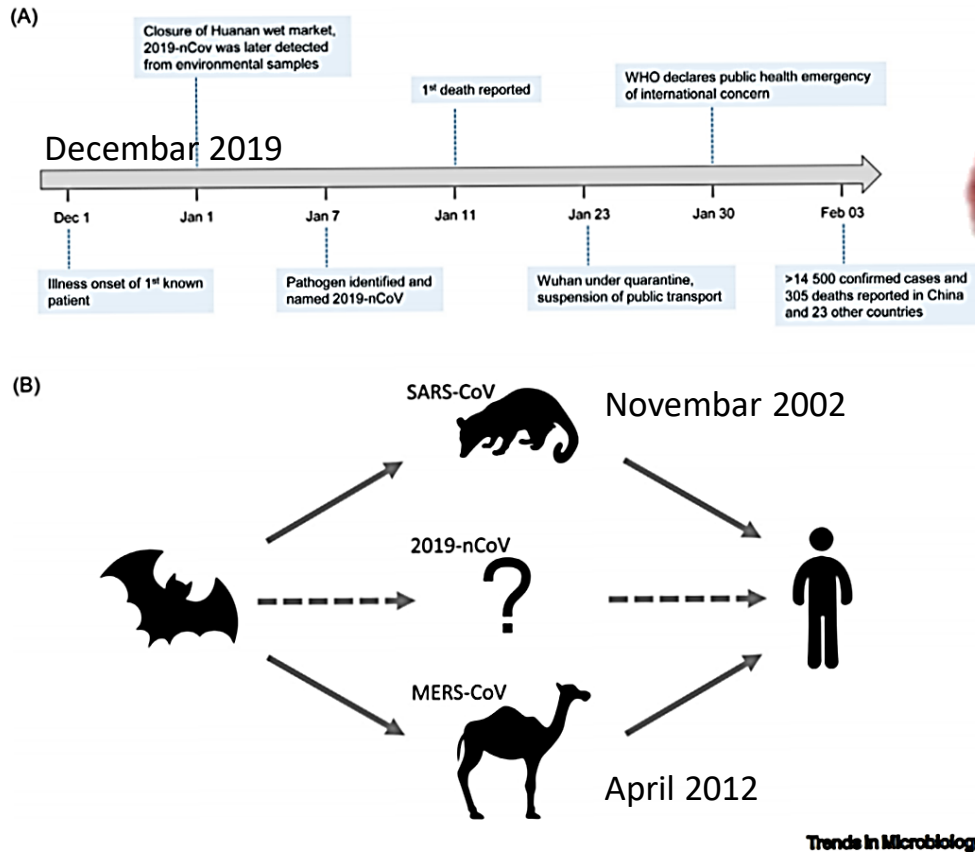 (A)
Closure of Huanan wet market,
2019-nCov was later detected
from environmental samples
1st death reported
WHO declares public health emergency
of international concern
Decembar 2019
Dec 1
Jan 1
Jan 7
Jan 11
Jan 23
Jan 30
Feb 03
Illness onset of 1st known
patient
Pathogen identified and
named 2019-nCoV
Wuhan under quarantine,
suspension of public transport
>14 500 confirmed cases and
305 deaths reported in China
and 23 other countries
(B)
SARS-CoV
Novembar 2002
2019-nCoV
?
MERS-CoV
April 2012
Trends in Microbiology